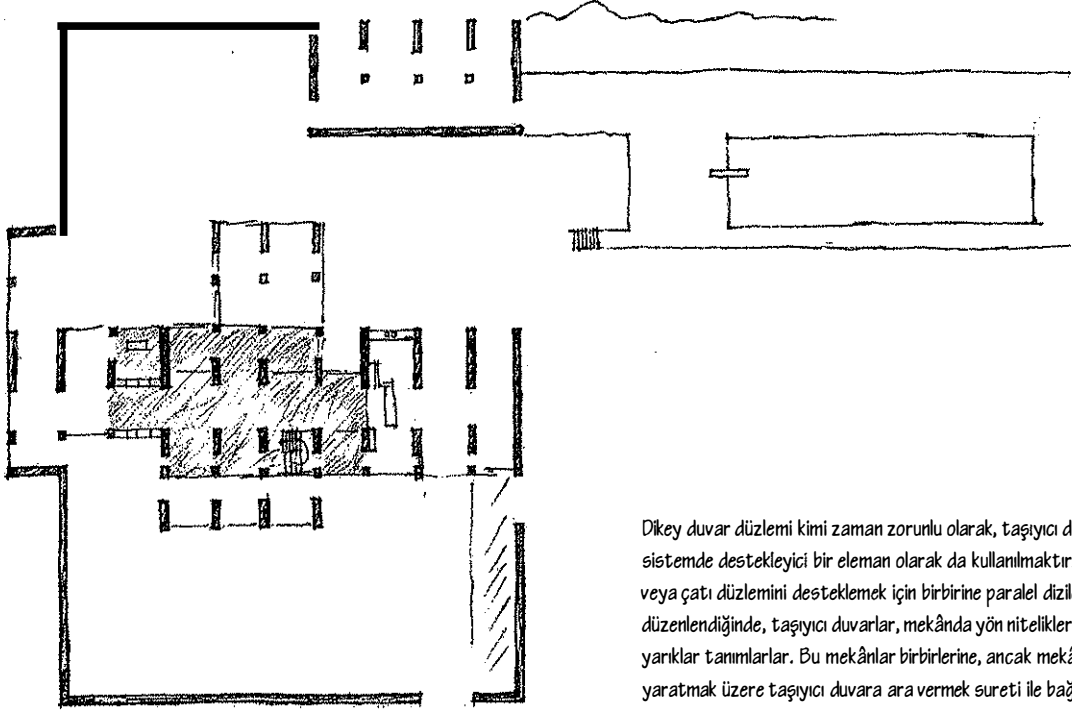 Dikey duvar düzlemi kimi zaman zorunlu olarak, taşıyıcı d
sistemde destekleyici bir eleman olarak da kullanılmaktır
veya çatı düzlemini desteklemek için birbirine paralel dizil
düzenlendiğinde, taşıyıcı duvarlar, mekânda yön nitelikler
yarıklar tanımlarlar. Bu mekânlar birbirlerine, ancak mekâ
yaratmak üzere taşıyıcı duvara ara vermek sureti ile bağ